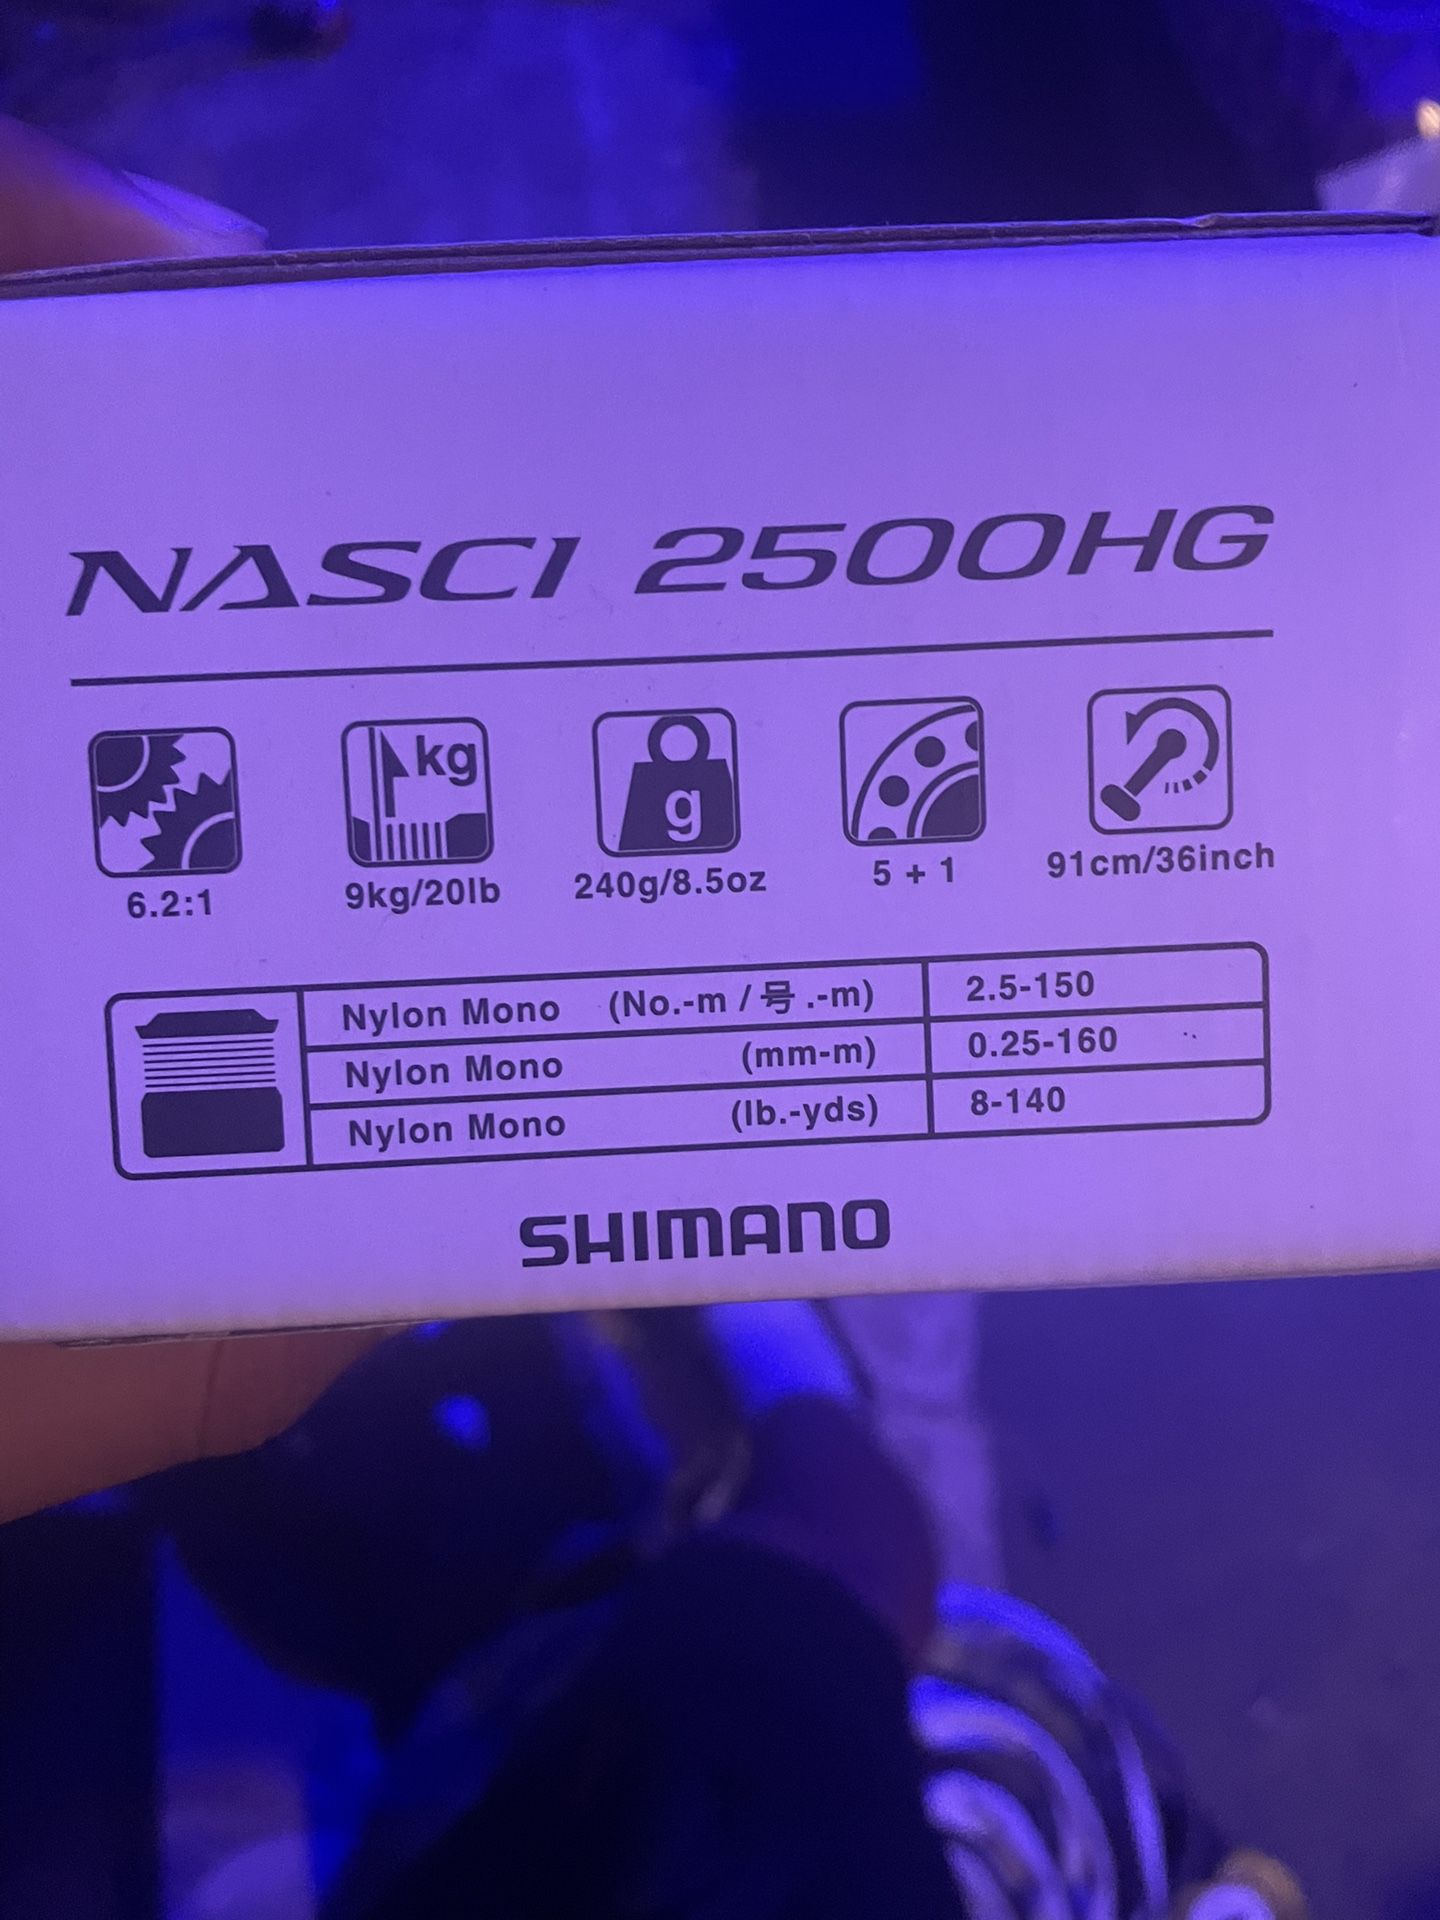 NASCI 2500HG
kg
g
6.2:1 9kg/20lb 240g/8.5oz 5 + 1 91cm/36inch
Nylon Mono (No.-m / 号 .-m) 2.5-150
Nylon Mono (mm-m) 0.25-160
Nylon Mono (lb.-yds) 8-140
SHIMANO